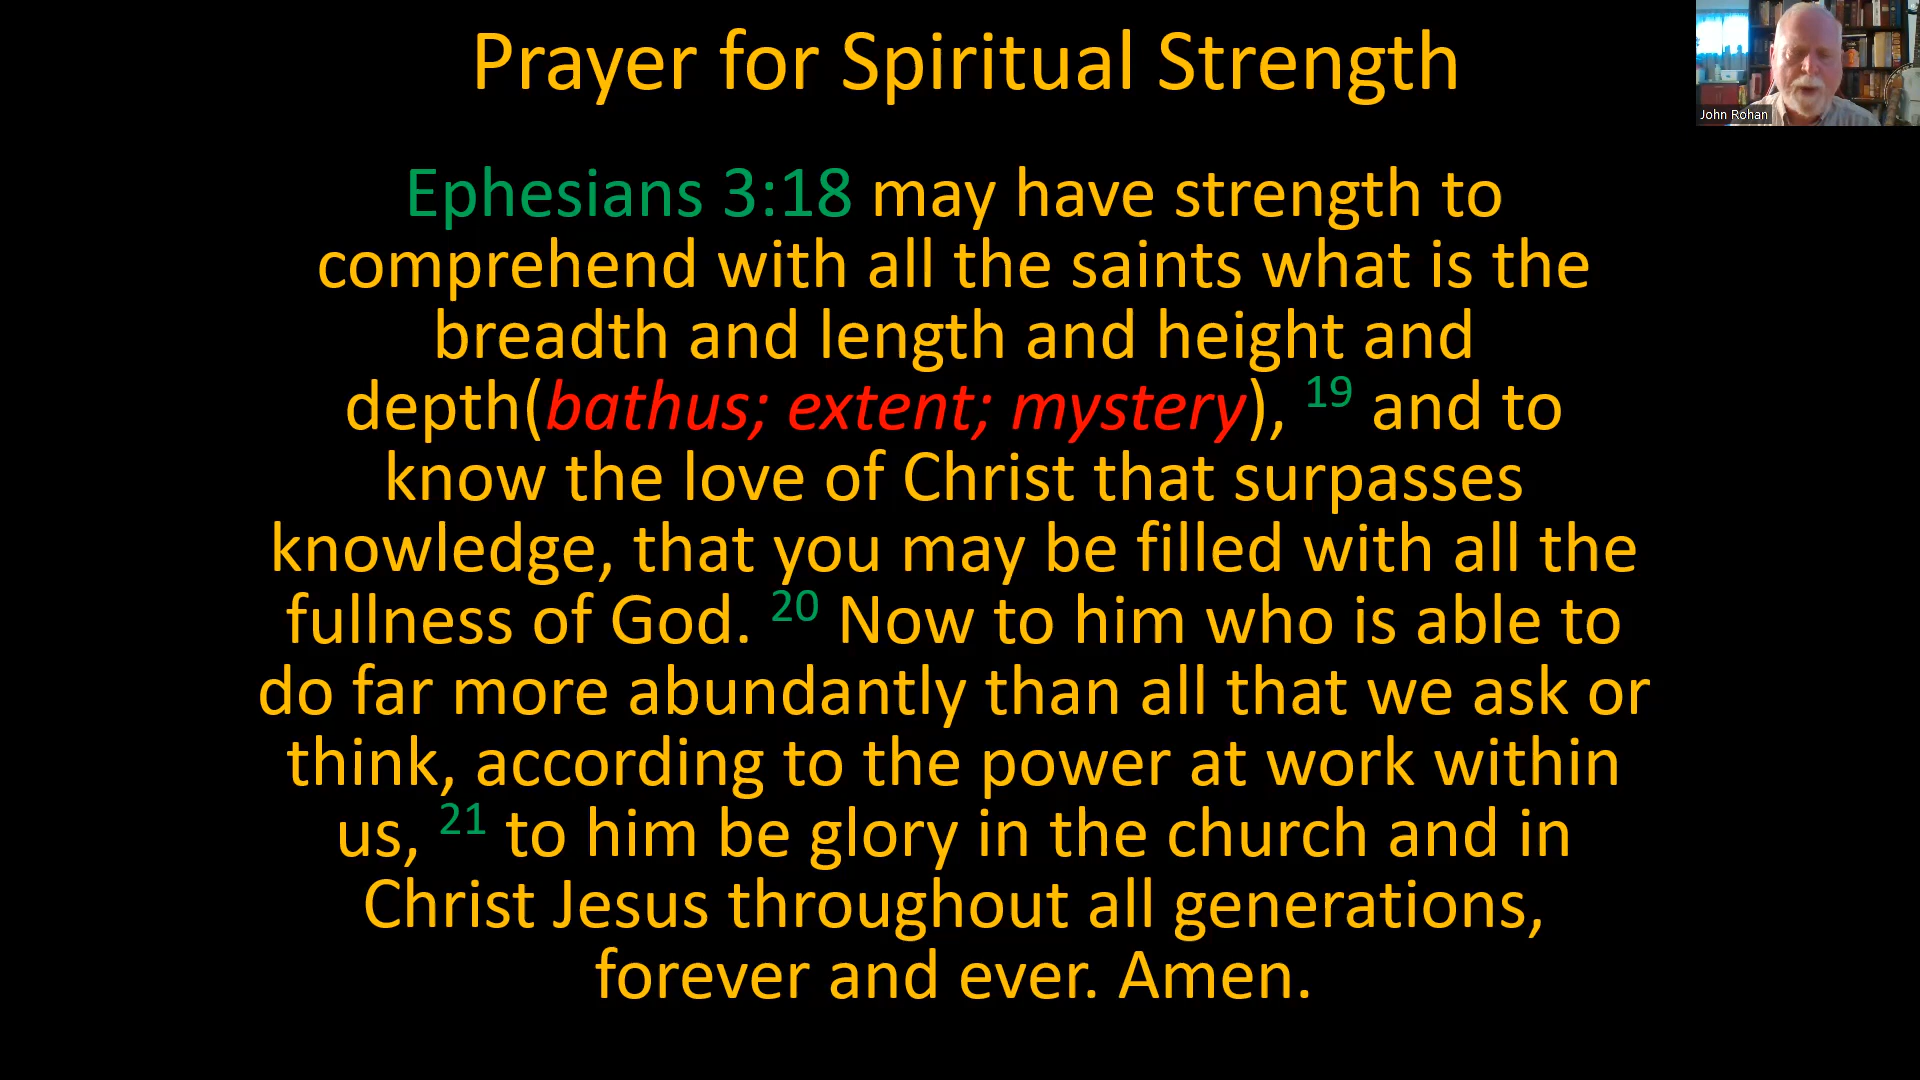 Prayer for Spiritual Strength
John Rohan
Ephesians 3:18 may have strength to
comprehend with all the saints what is the
breadth and length and height and
depth(bathus; extent; mystery), 19 and to
know the love of Christ that surpasses
knowledge, that you may be filled with all the
fullness of God. 20 Now to him who is able to
do far more abundantly than all that we ask or
think, according to the power at work within
us, 21 to him be glory in the church and in
Christ Jesus throughout all generations,
forever and ever. Amen.